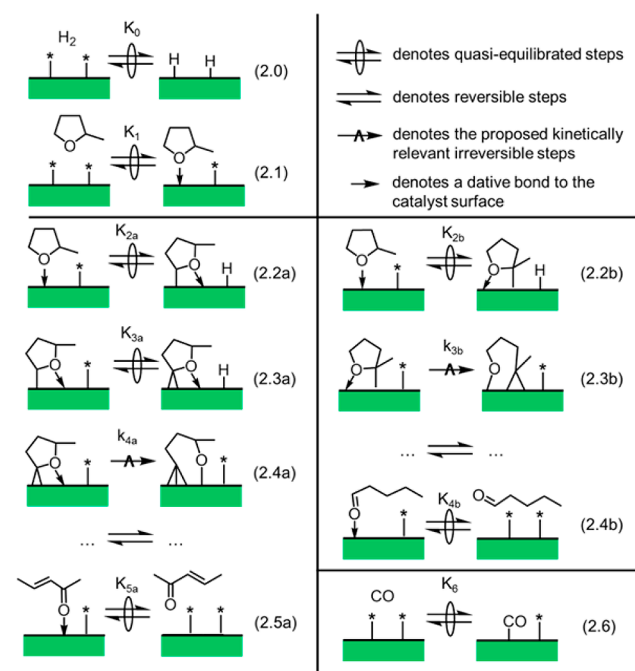 H2 K0 H H
* * (2.0)
K1
O O
* * * (2.1)
denotes quasi-equilibrated steps
denotes reversible steps
denotes the proposed kinetically
relevant irreversible steps
denotes a dative bond to the
catalyst surface
K2a
O * O H (2.2a)
K3a
O * O H (2.3a)
k4a
O * O * (2.4a)
... ...
K5a
O O
* * * (2.5a)
K2b
O * O H (2.2b)
k3b
O * O * (2.3b)
... ...
K4b
O O
* * * (2.4b)
K6
CO
* * CO * (2.6)